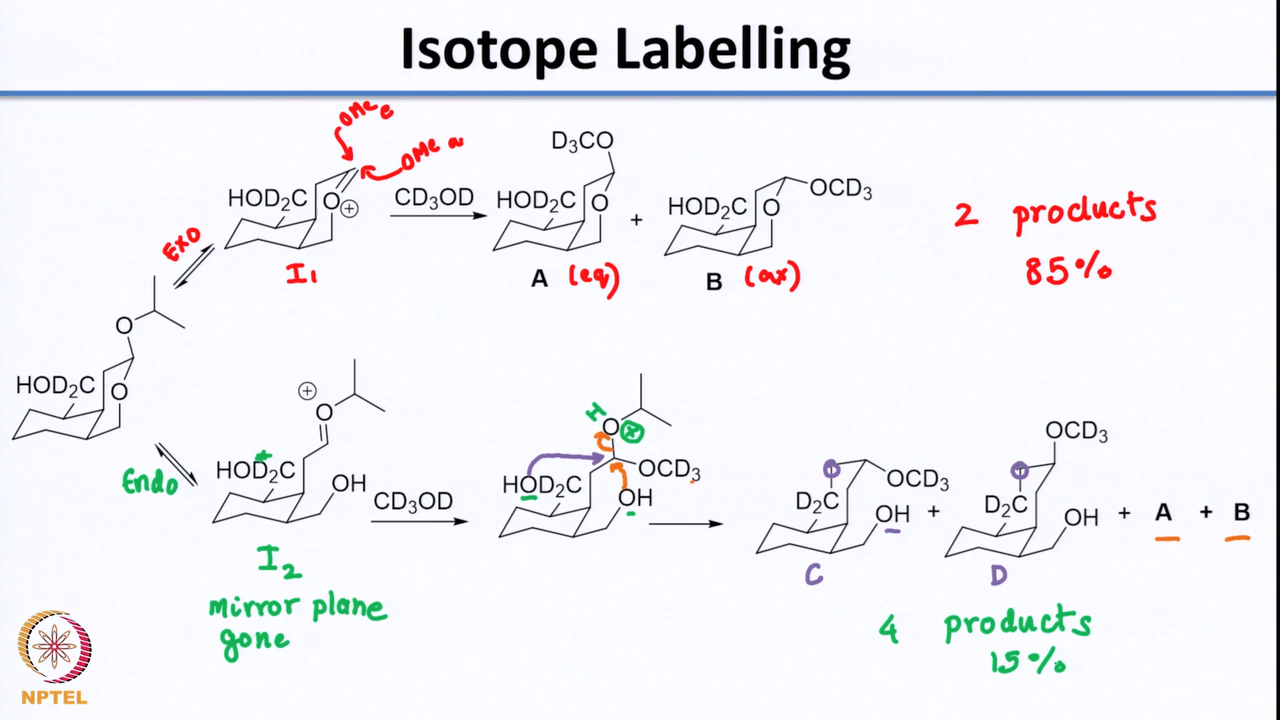 Isotope Labelling
OMe e
OMe a
HOD₂C
O
⊕
EXO
I₁
CD₃OD
D₃CO
HOD₂C
O
A (eq)
+
HOD₂C
O
OCD₃
B (ax)
2 products
85%
O
HOD₂C
O
Endo
⊕
O
HOD₂C
OH
I₂
mirror plane
gone
CD₃OD
H
O
⊕
HOD₂C
OCD₃
OH
O
D₂C
OCD₃
OH
C
+
OCD₃
O
D₂C
OH
D
+ A + B
4 products
15%
NPTEL